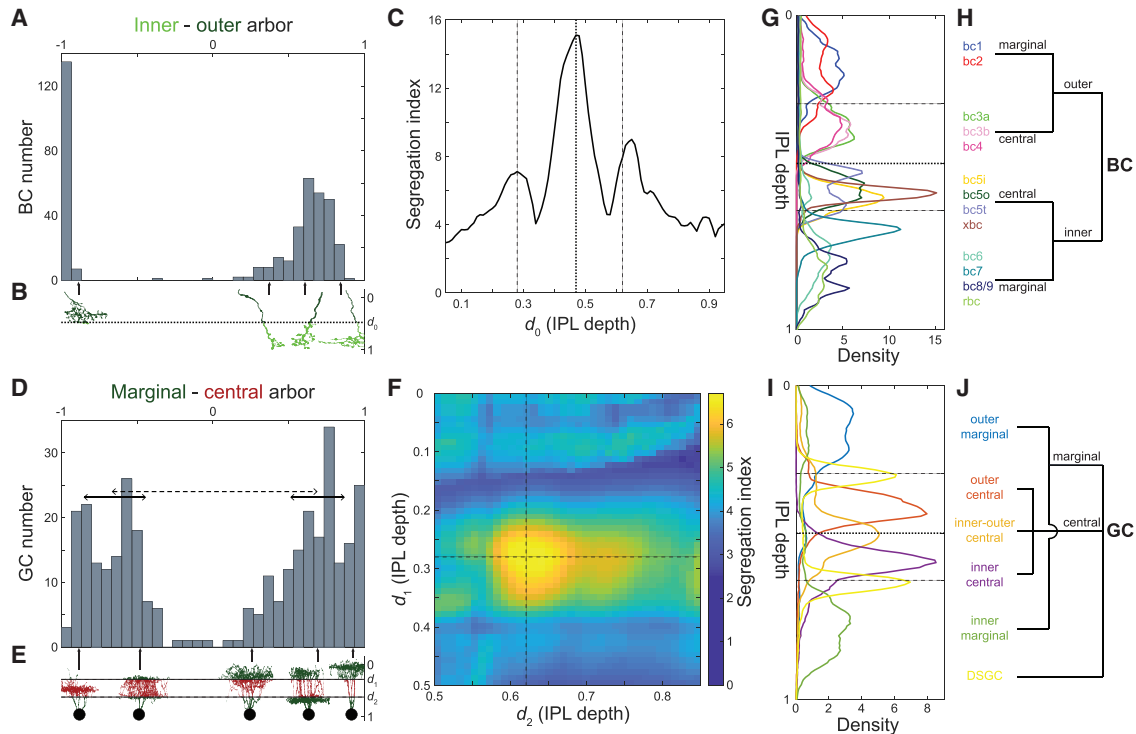 A
Inner - outer arbor
-1
0
1
BC number
120
80
40
0
B
0
d0
1
C
Segregation index
16
12
8
4
0
0.1
0.3
0.5
0.7
0.9
d0 (IPL depth)
D
Marginal - central arbor
-1
0
1
GC number
30
20
10
0
E
0
d1
d2
1
F
d1 (IPL depth)
0
0.1
0.2
0.3
0.4
0.5
0.5
0.6
0.7
0.8
d2 (IPL depth)
6
5
4
3
2
1
0
Segregation index
G
0
IPL depth
1
0
5
10
15
Density
H
bc1
bc2
marginal
outer
bc3a
bc3b
bc4
central
BC
bc5i
bc5o
bc5t
xbc
central
inner
bc6
bc7
bc8/9
rbc
marginal
I
0
IPL depth
1
0
2
4
6
8
Density
J
outer
marginal
marginal
outer
central
inner-outer
central
central
GC
inner
central
inner
marginal
DSGC